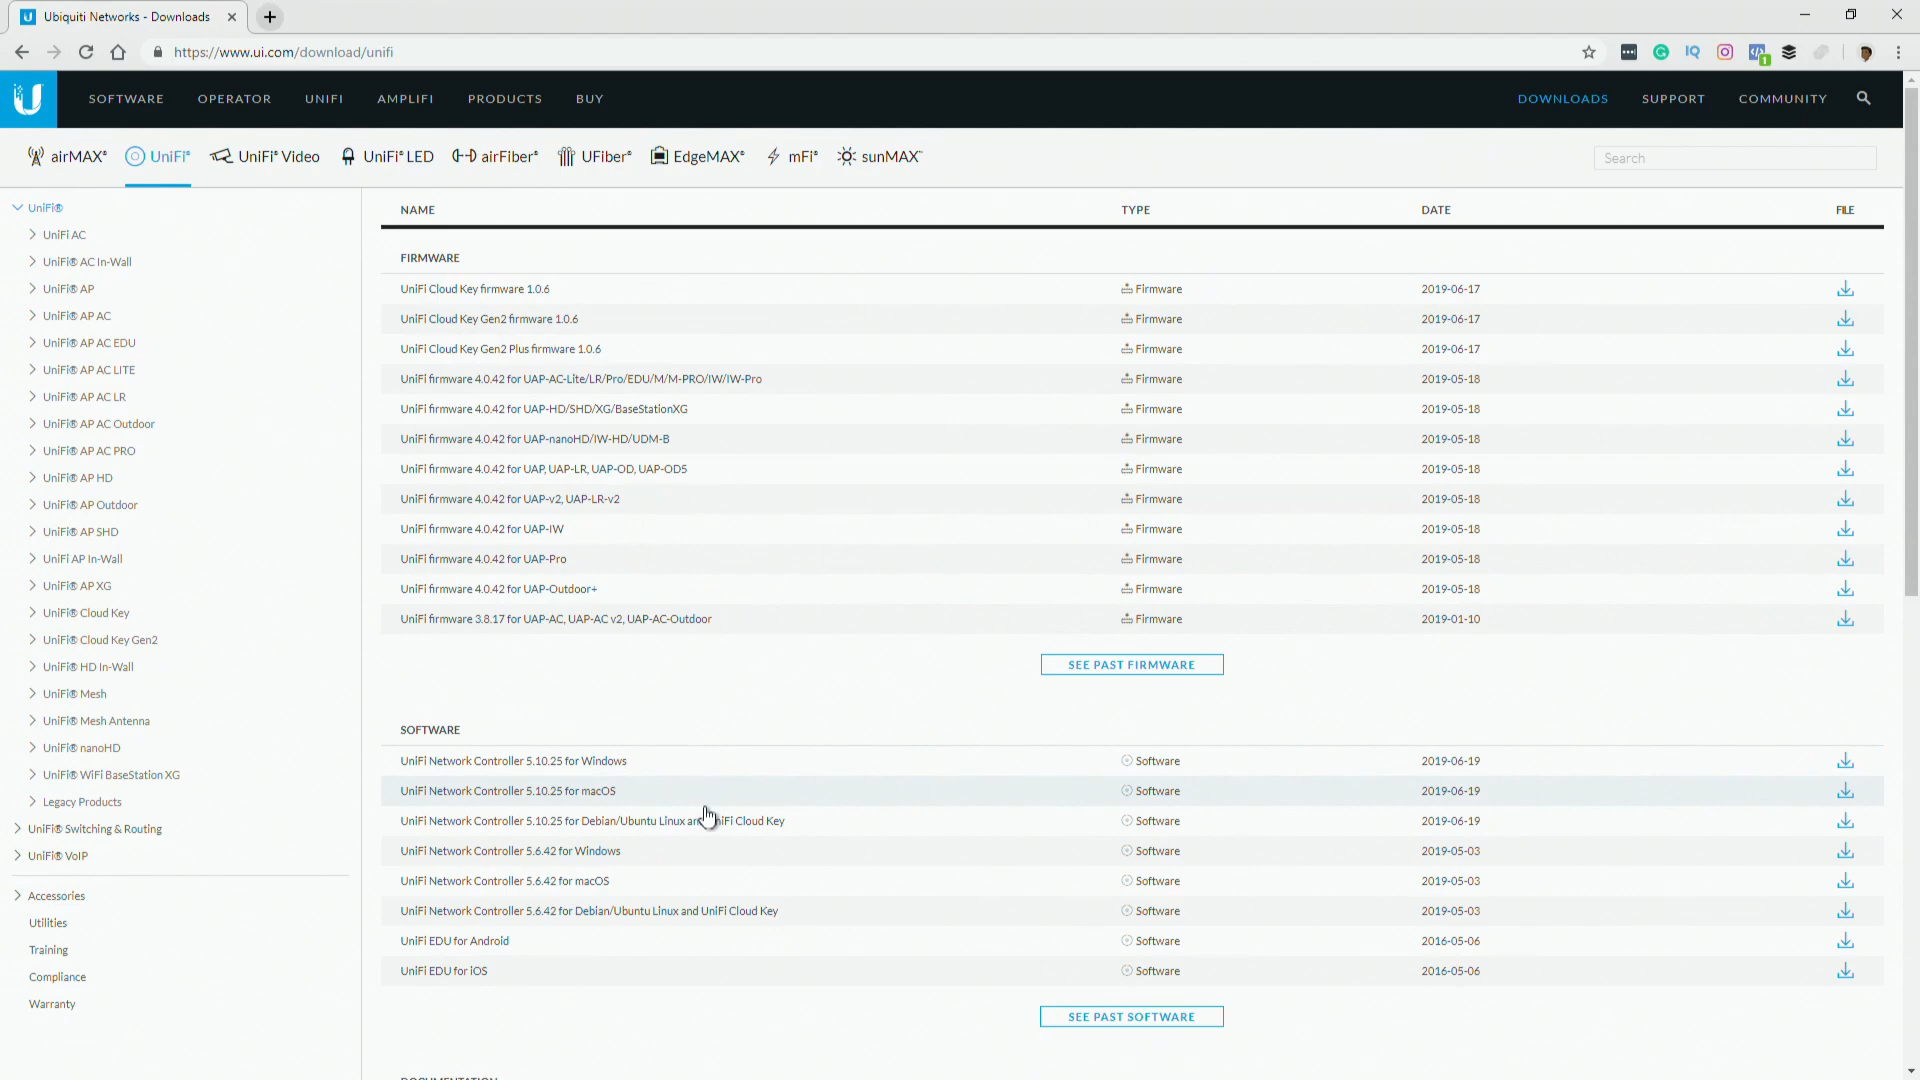 Ubiquiti Networks - Downloads
https://www.ui.com/download/unifi
SOFTWARE OPERATOR UNIFI AMPLIFI PRODUCTS BUY DOWNLOADS SUPPORT COMMUNITY
airMAX® UniFi® UniFi® Video UniFi® LED airFiber® UFiber® EdgeMAX® mFi® sunMAX™ Search
UniFi®
UniFi AC
UniFi® AC In-Wall
UniFi® AP
UniFi® AP AC
UniFi® AP AC EDU
UniFi® AP AC LITE
UniFi® AP AC LR
UniFi® AP AC Outdoor
UniFi® AP AC PRO
UniFi® AP HD
UniFi® AP Outdoor
UniFi® AP SHD
UniFi AP In-Wall
UniFi® AP XG
UniFi® Cloud Key
UniFi® Cloud Key Gen2
UniFi® HD In-Wall
UniFi® Mesh
UniFi® Mesh Antenna
UniFi® nanoHD
UniFi® WiFi BaseStation XG
Legacy Products
UniFi® Switching & Routing
UniFi® VoIP
Accessories
Utilities
Training
Compliance
Warranty
NAME TYPE DATE FILE
FIRMWARE
UniFi Cloud Key firmware 1.0.6 Firmware 2019-06-17
UniFi Cloud Key Gen2 firmware 1.0.6 Firmware 2019-06-17
UniFi Cloud Key Gen2 Plus firmware 1.0.6 Firmware 2019-06-17
UniFi firmware 4.0.42 for UAP-AC-Lite/LR/Pro/EDU/M/M-PRO/IW/IW-Pro Firmware 2019-05-18
UniFi firmware 4.0.42 for UAP-HD/SHD/XG/BaseStationXG Firmware 2019-05-18
UniFi firmware 4.0.42 for UAP-nanoHD/IW-HD/UDM-B Firmware 2019-05-18
UniFi firmware 4.0.42 for UAP, UAP-LR, UAP-OD, UAP-OD5 Firmware 2019-05-18
UniFi firmware 4.0.42 for UAP-v2, UAP-LR-v2 Firmware 2019-05-18
UniFi firmware 4.0.42 for UAP-IW Firmware 2019-05-18
UniFi firmware 4.0.42 for UAP-Pro Firmware 2019-05-18
UniFi firmware 4.0.42 for UAP-Outdoor+ Firmware 2019-05-18
UniFi firmware 3.8.17 for UAP-AC, UAP-AC v2, UAP-AC-Outdoor Firmware 2019-01-10
SEE PAST FIRMWARE
SOFTWARE
UniFi Network Controller 5.10.25 for Windows Software 2019-06-19
UniFi Network Controller 5.10.25 for macOS Software 2019-06-19
UniFi Network Controller 5.10.25 for Debian/Ubuntu Linux and UniFi Cloud Key Software 2019-06-19
UniFi Network Controller 5.6.42 for Windows Software 2019-05-03
UniFi Network Controller 5.6.42 for macOS Software 2019-05-03
UniFi Network Controller 5.6.42 for Debian/Ubuntu Linux and UniFi Cloud Key Software 2019-05-03
UniFi EDU for Android Software 2016-05-06
UniFi EDU for iOS Software 2016-05-06
SEE PAST SOFTWARE